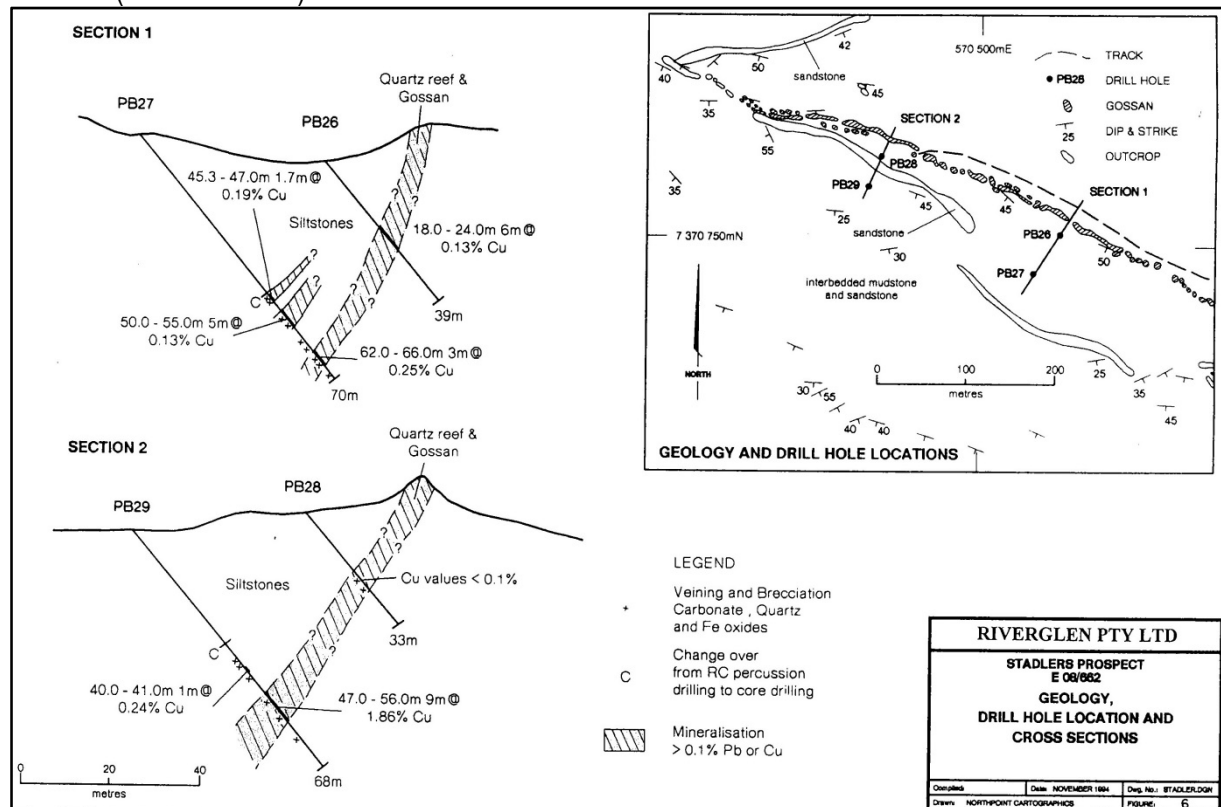 SECTION 1
Quartz reef &
Gossan
PB27
PB26
45.3 - 47.0m 1.7m @
0.19% Cu
Siltstones
18.0 - 24.0m 6m @
0.13% Cu
?
?
?
?
?
?
C
39m
50.0 - 55.0m 5m @
0.13% Cu
62.0 - 66.0m 3m @
0.25% Cu
70m
SECTION 2
Quartz reef &
Gossan
PB29
PB28
?
?
?
?
Siltstones
Cu values < 0.1%
33m
C
40.0 - 41.0m 1m @
0.24% Cu
47.0 - 56.0m 9m @
1.86% Cu
68m
0 20 40
metres
42
570 500mE
50
40
sandstone
45
35
55
SECTION 2
PB28
PB29
35
25
45
sandstone
45
SECTION 1
PB26
PB27
50
7 370 750mN
30
interbedded mudstone
and sandstone
TRACK
PB28 DRILL HOLE
GOSSAN
25 DIP & STRIKE
OUTCROP
NORTH
0 100 200
metres
25
35
30
55
40
40
45
GEOLOGY AND DRILL HOLE LOCATIONS
LEGEND
+ Veining and Brecciation
Carbonate , Quartz
and Fe oxides
C Change over
from RC percussion
drilling to core drilling
Mineralisation
> 0.1% Pb or Cu
RIVERGLEN PTY LTD
STADLERS PROSPECT
E 08/662
GEOLOGY,
DRILL HOLE LOCATION AND
CROSS SECTIONS
Compiled: Date: NOVEMBER 1994 Dwg. No.: STADLER.DGN
Drawn: NORTHPOINT CARTOGRAPHICS FIGURE: 6